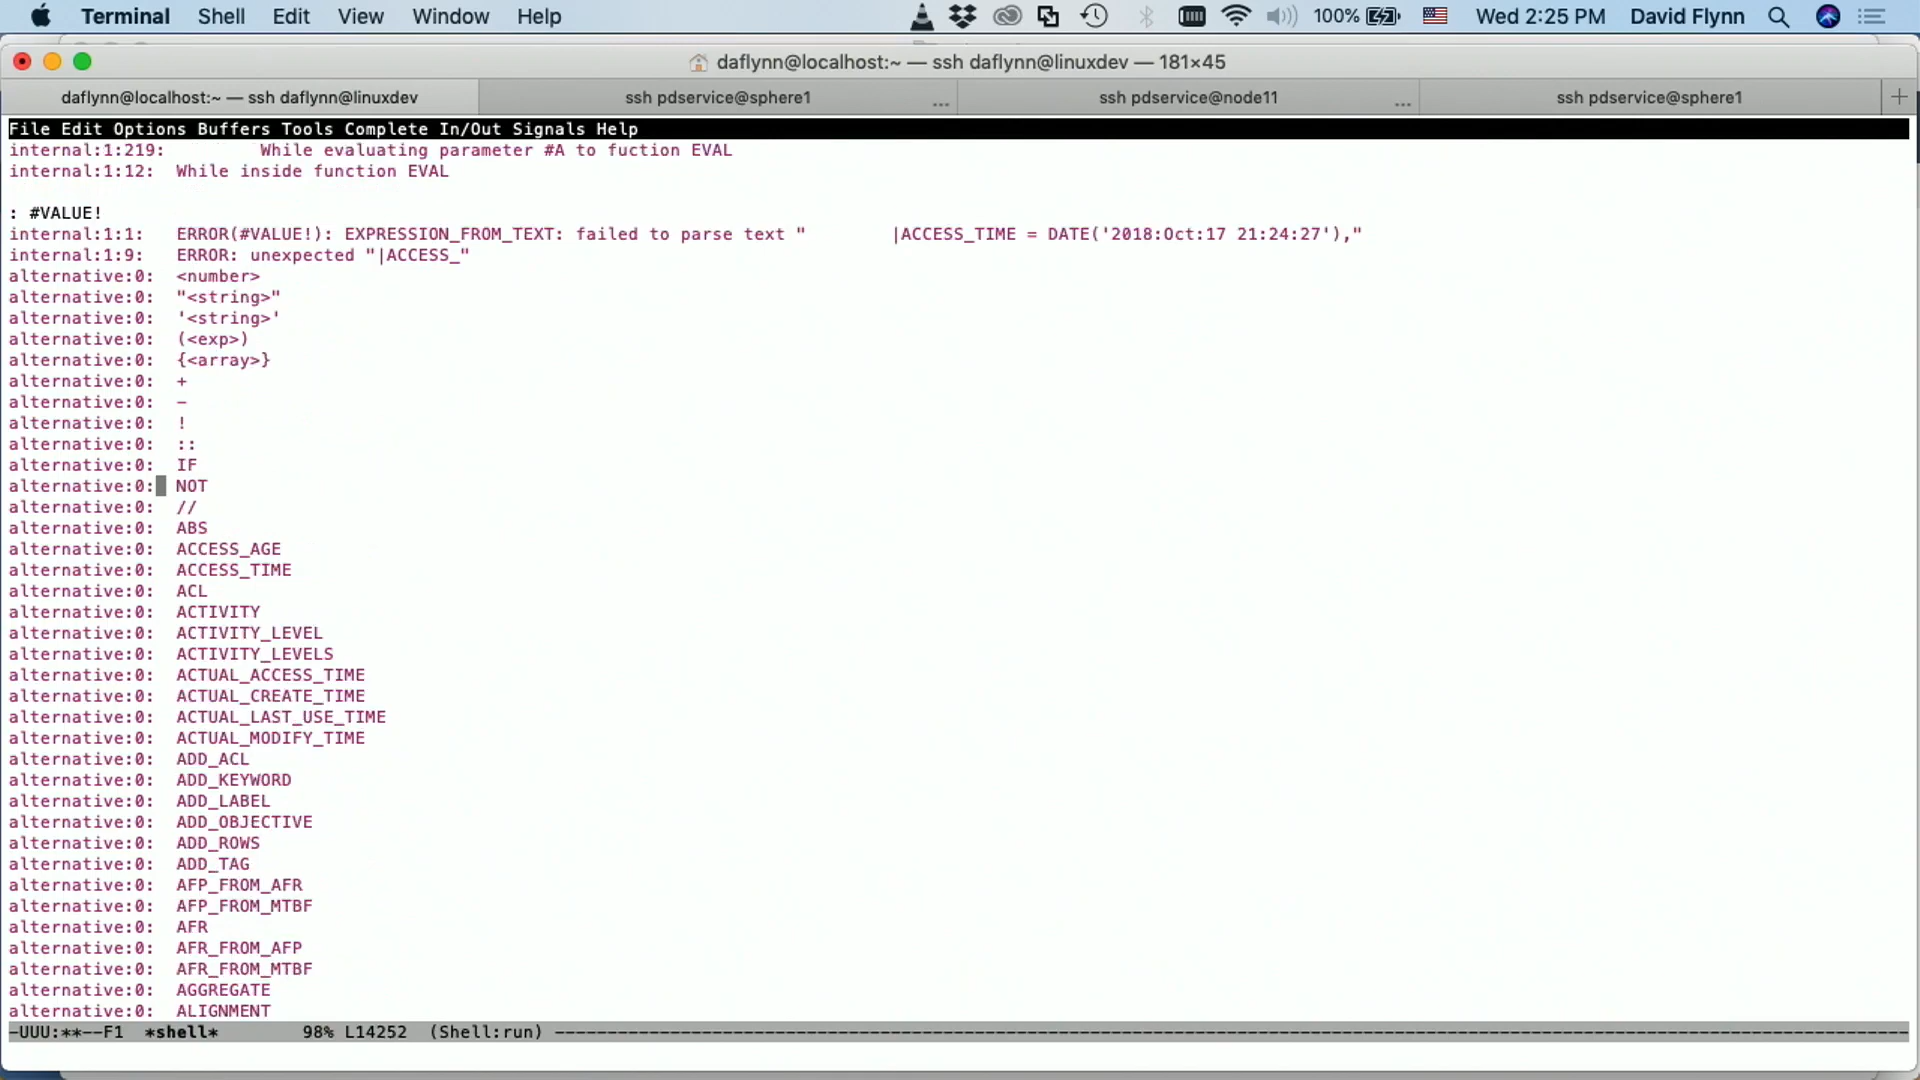 Terminal Shell Edit View Window Help 100% Wed 2:25 PM David Flynn
daflynn@localhost:~ — ssh daflynn@linuxdev — 181×45
daflynn@localhost:~ — ssh daflynn@linuxdev ssh pdservice@sphere1 ... ssh pdservice@node11 ... ssh pdservice@sphere1 +
File Edit Options Buffers Tools Complete In/Out Signals Help
internal:1:219: While evaluating parameter #A to fuction EVAL
internal:1:12: While inside function EVAL
: #VALUE!
internal:1:1: ERROR(#VALUE!): EXPRESSION_FROM_TEXT: failed to parse text " |ACCESS_TIME = DATE('2018:Oct:17 21:24:27'),"
internal:1:9: ERROR: unexpected "|ACCESS_"
alternative:0: <number>
alternative:0: "<string>"
alternative:0: '<string>'
alternative:0: (<exp>)
alternative:0: {<array>}
alternative:0: +
alternative:0: -
alternative:0: !
alternative:0: ::
alternative:0: IF
alternative:0: NOT
alternative:0: //
alternative:0: ABS
alternative:0: ACCESS_AGE
alternative:0: ACCESS_TIME
alternative:0: ACL
alternative:0: ACTIVITY
alternative:0: ACTIVITY_LEVEL
alternative:0: ACTIVITY_LEVELS
alternative:0: ACTUAL_ACCESS_TIME
alternative:0: ACTUAL_CREATE_TIME
alternative:0: ACTUAL_LAST_USE_TIME
alternative:0: ACTUAL_MODIFY_TIME
alternative:0: ADD_ACL
alternative:0: ADD_KEYWORD
alternative:0: ADD_LABEL
alternative:0: ADD_OBJECTIVE
alternative:0: ADD_ROWS
alternative:0: ADD_TAG
alternative:0: AFP_FROM_AFR
alternative:0: AFP_FROM_MTBF
alternative:0: AFR
alternative:0: AFR_FROM_AFP
alternative:0: AFR_FROM_MTBF
alternative:0: AGGREGATE
alternative:0: ALIGNMENT
-UUU:**--F1 *shell* 98% L14252 (Shell:run) ----------------------------------------------------------------------------------------------------------------------------------